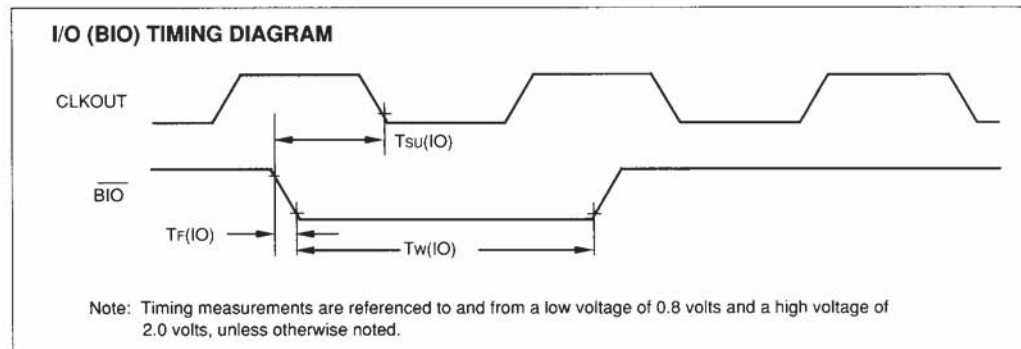 I/O (BIO) TIMING DIAGRAM
CLKOUT
TSU(IO)
BIO
TF(IO)
TW(IO)
Note: Timing measurements are referenced to and from a low voltage of 0.8 volts and a high voltage of
2.0 volts, unless otherwise noted.